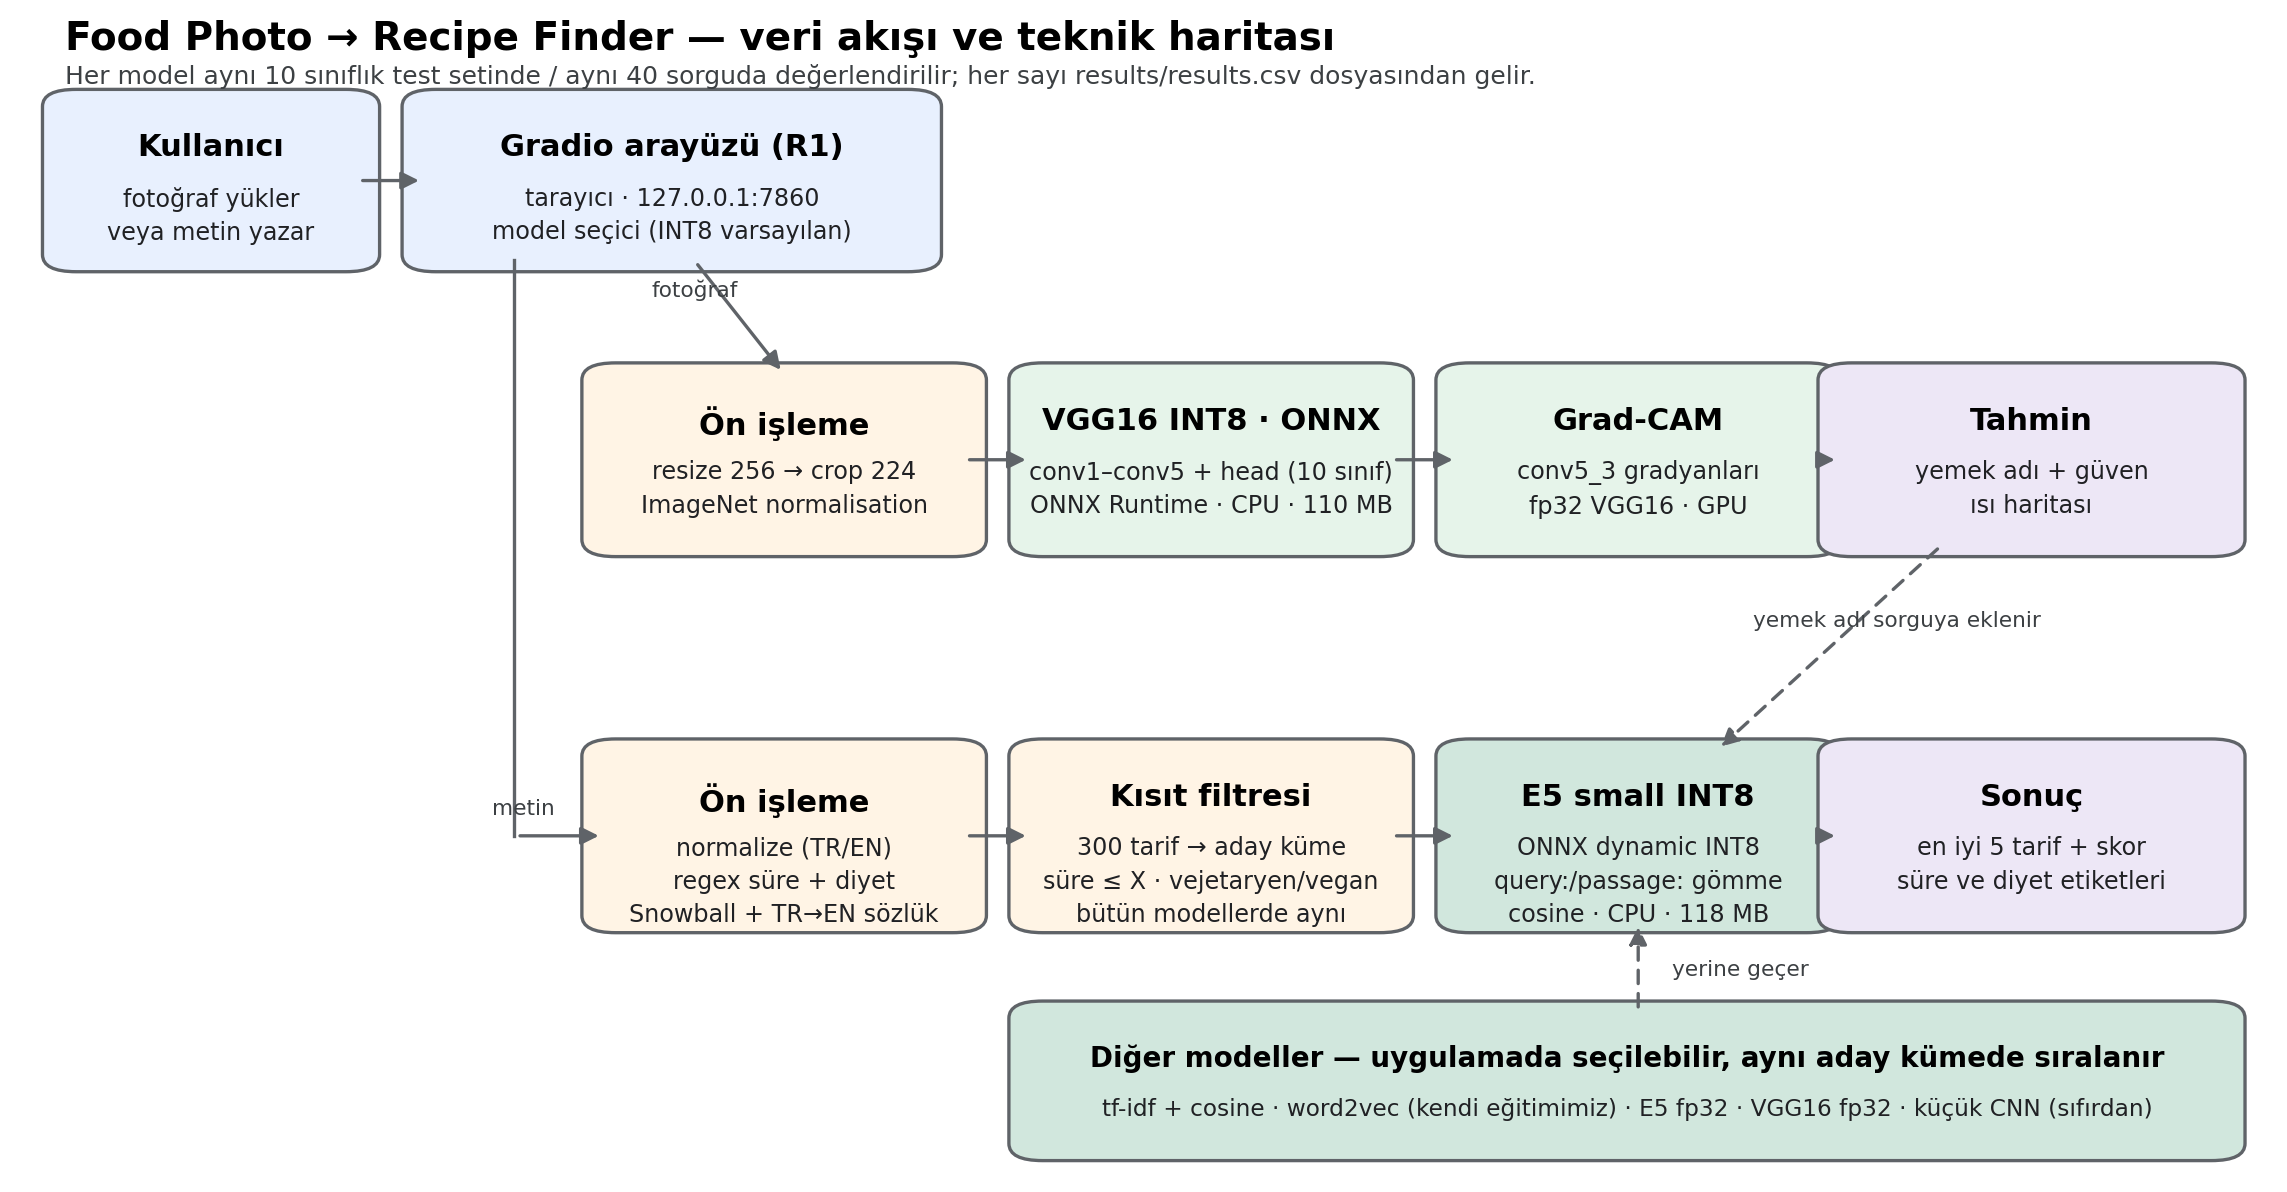 Food Photo → Recipe Finder — veri akışı ve teknik haritası
Her model aynı 10 sınıflık test setinde / aynı 40 sorguda değerlendirilir; her sayı results/results.csv dosyasından gelir.
Kullanıcı
fotoğraf yükler
veya metin yazar
Gradio arayüzü (R1)
tarayıcı · 127.0.0.1:7860
model seçici (INT8 varsayılan)
fotoğraf
Ön işleme
resize 256 → crop 224
ImageNet normalisation
VGG16 INT8 · ONNX
conv1–conv5 + head (10 sınıf)
ONNX Runtime · CPU · 110 MB
Grad-CAM
conv5_3 gradyanları
fp32 VGG16 · GPU
Tahmin
yemek adı + güven
ısı haritası
yemek adı sorguya eklenir
metin
Ön işleme
normalize (TR/EN)
regex süre + diyet
Snowball + TR→EN sözlük
Kısıt filtresi
300 tarif → aday küme
süre ≤ X · vejetaryen/vegan
bütün modellerde aynı
E5 small INT8
ONNX dynamic INT8
query:/passage: gömme
cosine · CPU · 118 MB
Sonuç
en iyi 5 tarif + skor
süre ve diyet etiketleri
yerine geçer
Diğer modeller — uygulamada seçilebilir, aynı aday kümede sıralanır
tf-idf + cosine · word2vec (kendi eğitimimiz) · E5 fp32 · VGG16 fp32 · küçük CNN (sıfırdan)